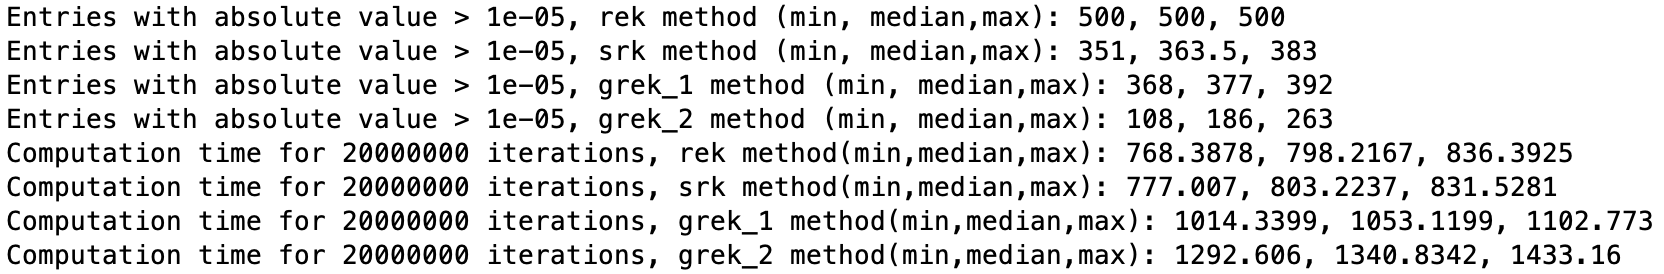 Entries with absolute value > 1e-05, rek method (min, median,max): 500, 500, 500
Entries with absolute value > 1e-05, srk method (min, median,max): 351, 363.5, 383
Entries with absolute value > 1e-05, grek_1 method (min, median,max): 368, 377, 392
Entries with absolute value > 1e-05, grek_2 method (min, median,max): 108, 186, 263
Computation time for 20000000 iterations, rek method(min,median,max): 768.3878, 798.2167, 836.3925
Computation time for 20000000 iterations, srk method(min,median,max): 777.007, 803.2237, 831.5281
Computation time for 20000000 iterations, grek_1 method(min,median,max): 1014.3399, 1053.1199, 1102.773
Computation time for 20000000 iterations, grek_2 method(min,median,max): 1292.606, 1340.8342, 1433.16